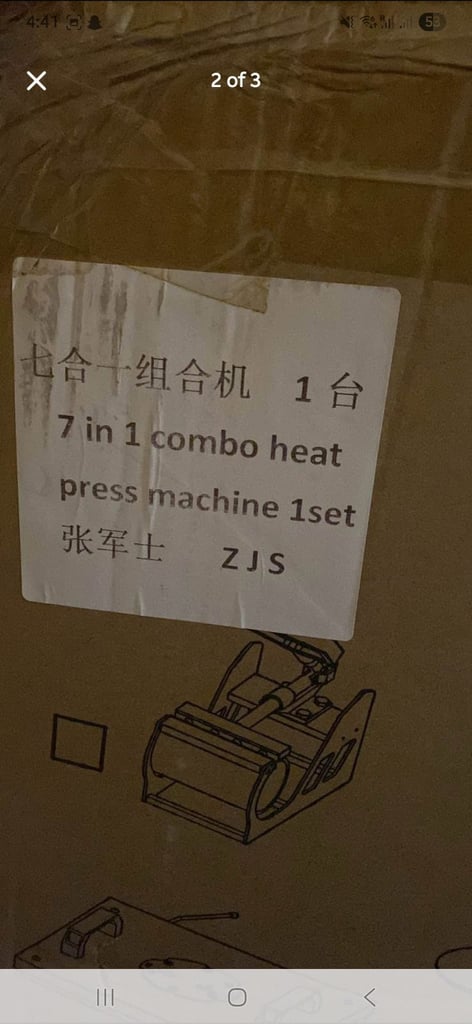 4:41
53
2 of 3
七合一组合机 1 台
7 in 1 combo heat
press machine 1set
张军士 ZJS